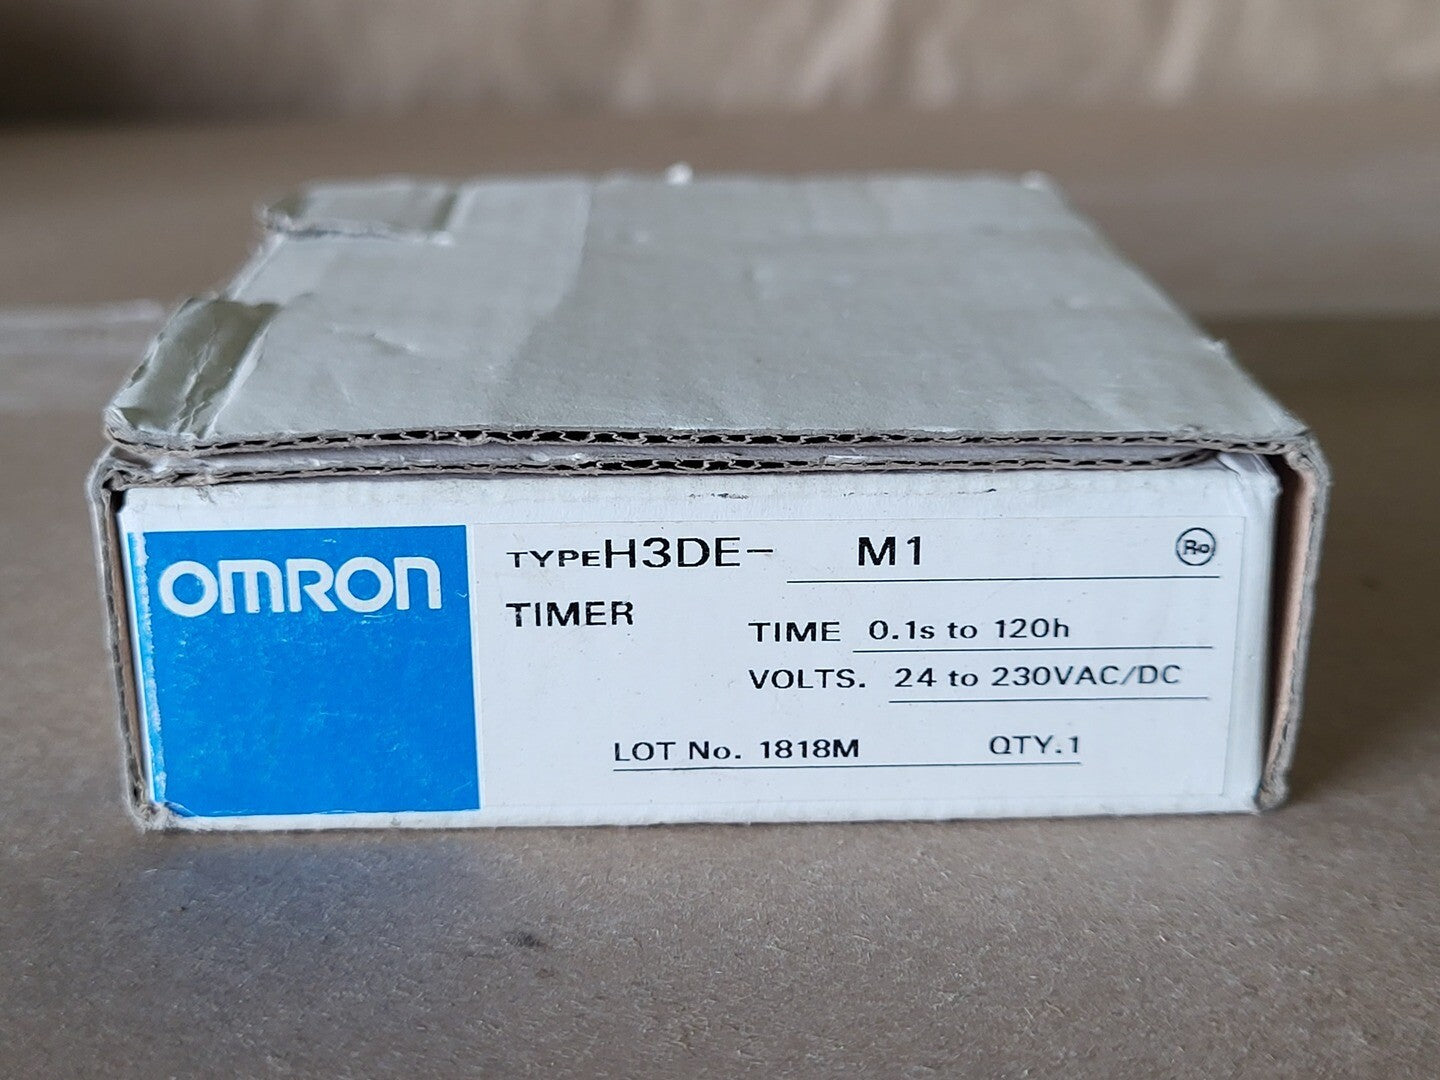 OMRON
TYPE H3DE- M1
TIMER
TIME 0.1s to 120h
VOLTS. 24 to 230VAC/DC
LOT No. 1818M QTY.1